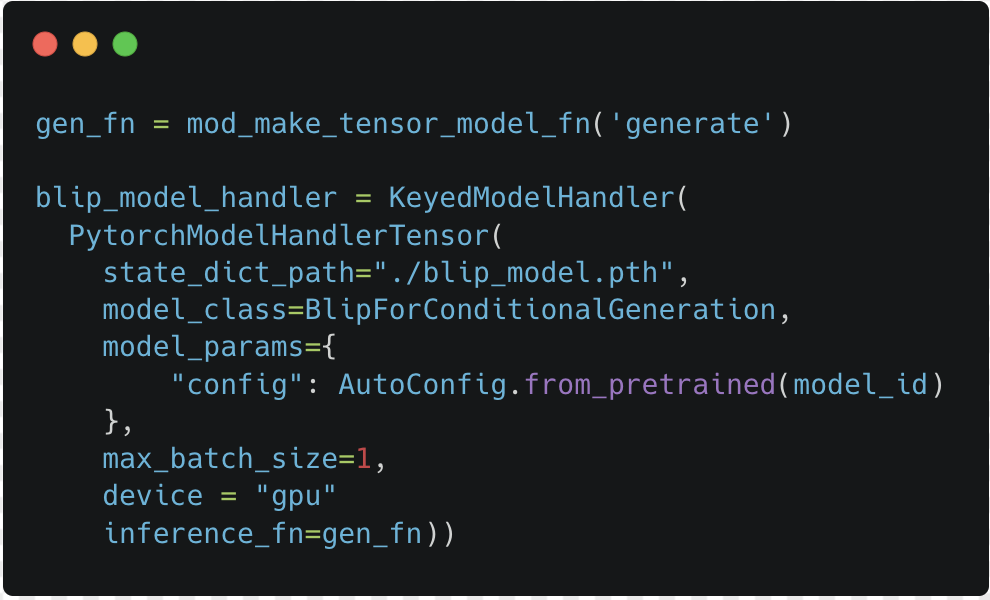 gen_fn = mod_make_tensor_model_fn('generate')

blip_model_handler = KeyedModelHandler(
  PytorchModelHandlerTensor(
    state_dict_path="./blip_model.pth",
    model_class=BlipForConditionalGeneration,
    model_params={
        "config": AutoConfig.from_pretrained(model_id)
    },
    max_batch_size=1,
    device = "gpu"
    inference_fn=gen_fn))